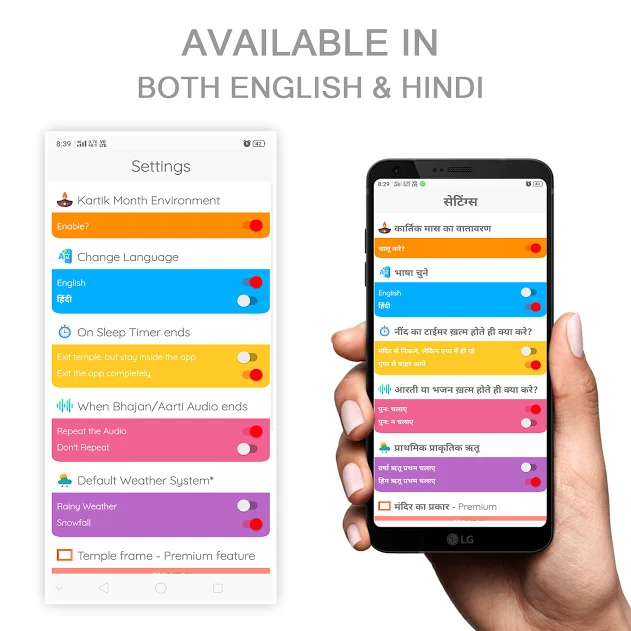 AVAILABLE IN
BOTH ENGLISH & HINDI
8:39
42
Settings
Kartik Month Environment
Enable?
Change Language
English
हिंदी
On Sleep Timer ends
Exit temple, but stay inside the app
Exit the app completely
When Bhajan/Aarti Audio ends
Repeat the Audio
Don't Repeat
Default Weather System*
Rainy Weather
Snowfall
Temple frame - Premium feature
8:29
सेटिंग्स
कार्तिक मास का वातावरण
चालू करे?
भाषा चुने
English
हिंदी
नींद का टाईमर ख़त्म होते ही क्या करे?
मंदिर से निकले, लेकिन एप्प में ही रहे
एप्प से बाहर आये
आरती या भजन ख़त्म होते ही क्या करे?
पुनः चलाए
पुनः न चलाए
प्राथमिक प्राकृतिक ऋतू
वर्षा ऋतू प्रथम चलाए
हिम ऋतू प्रथम चलाए
मंदिर का प्रकार - Premium
LG